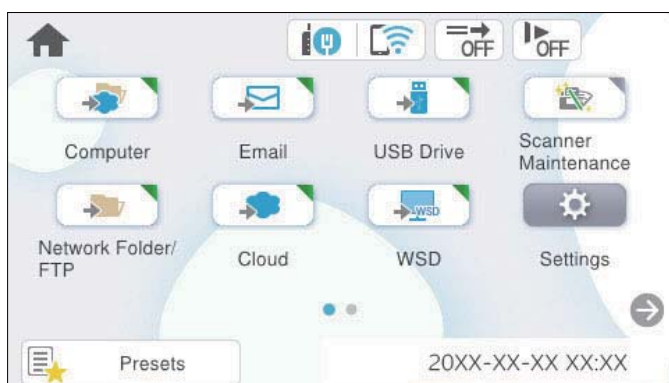 OFF
OFF
Computer
Email
USB Drive
Scanner
Maintenance
WSD
Network Folder/
FTP
Cloud
WSD
Settings
Presets
20XX-XX-XX XX:XX